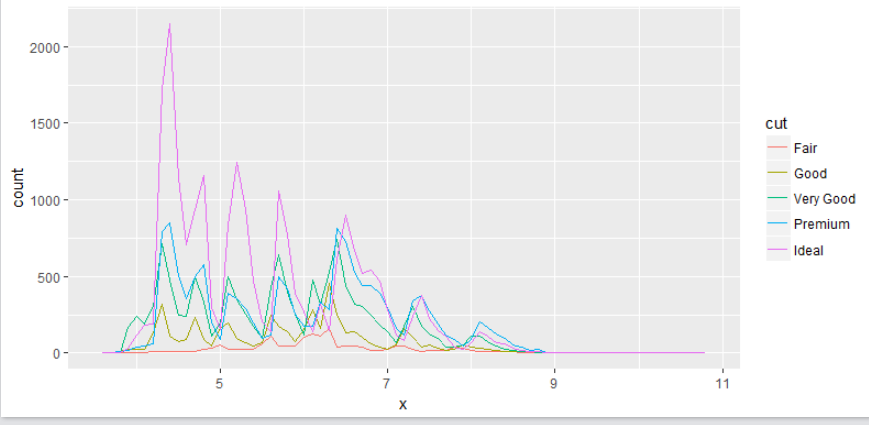 2000
1500
1000
500
0
count
5
7
9
11
x
cut
Fair
Good
Very Good
Premium
Ideal